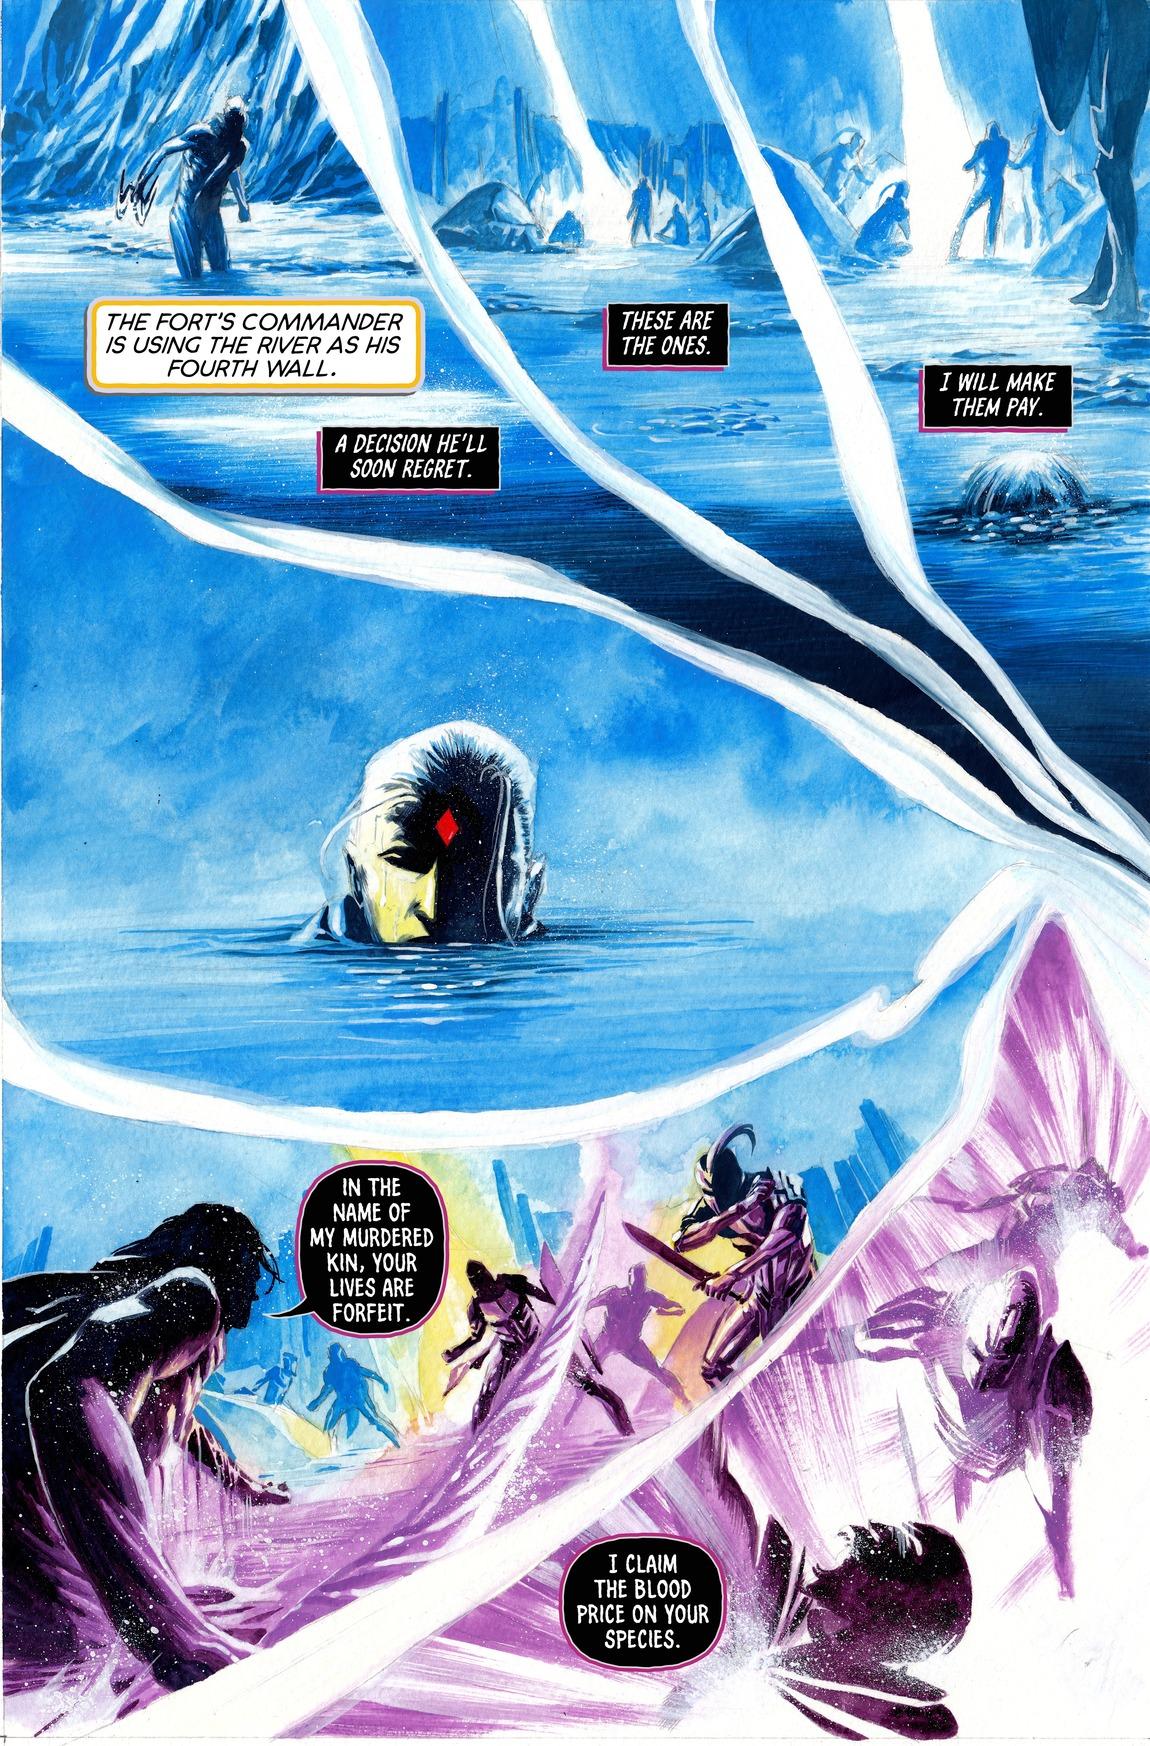 THE FORT'S COMMANDER
IS USING THE RIVER AS HIS
FOURTH WALL.
A DECISION HE'LL
SOON REGRET.
THESE ARE
THE ONES.
I WILL MAKE
THEM PAY.
IN THE
NAME OF
MY MURDERED
KIN, YOUR
LIVES ARE
FORFEIT.
I CLAIM
THE BLOOD
PRICE ON YOUR
SPECIES.